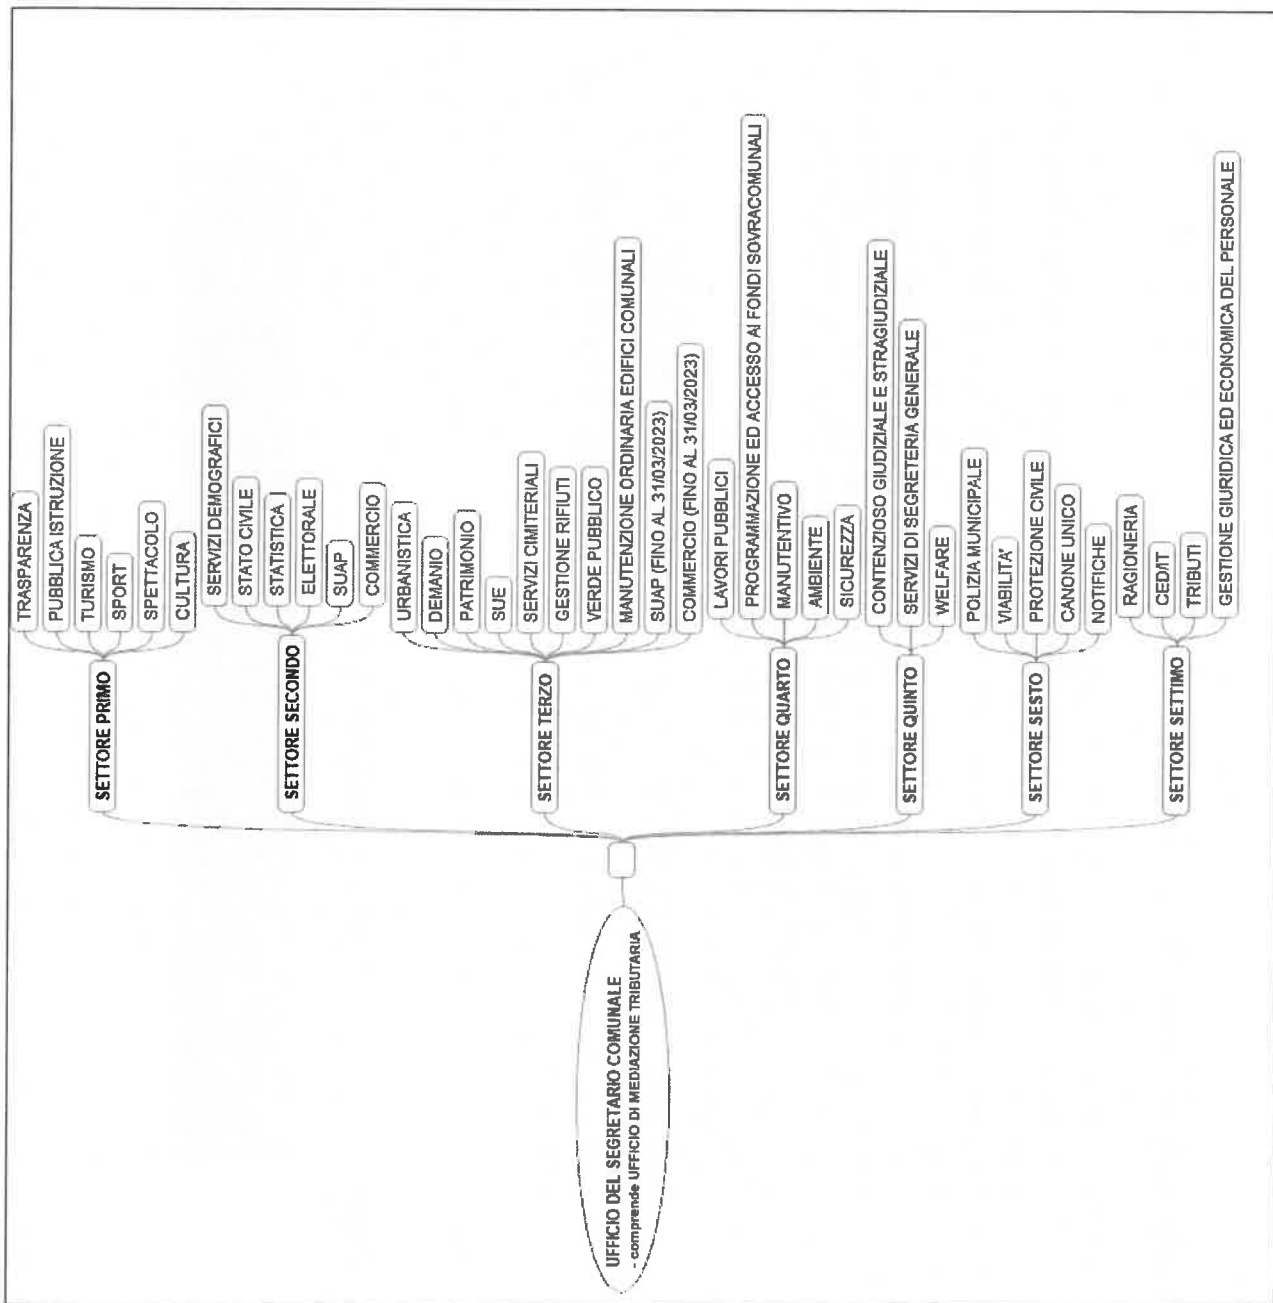 UFFICIO DEL SEGRETARIO COMUNALE
- comprende UFFICIO DI MEDIAZIONE TRIBUTARIA
SETTORE PRIMO
TRASPARENZA
PUBBLICA ISTRUZIONE
TURISMO
SPORT
SPETTACOLO
CULTURA
SETTORE SECONDO
SERVIZI DEMOGRAFICI
STATO CIVILE
STATISTICA
ELETTORALE
SUAP
COMMERCIO
SETTORE TERZO
URBANISTICA
DEMANIO
PATRIMONIO
SUE
SERVIZI CIMITERIALI
GESTIONE RIFIUTI
VERDE PUBBLICO
MANUTENZIONE ORDINARIA EDIFICI COMUNALI
SUAP (FINO AL 31/03/2023)
COMMERCIO (FINO AL 31/03/2023)
SETTORE QUARTO
LAVORI PUBBLICI
PROGRAMMAZIONE ED ACCESSO AI FONDI SOVRACOMUNALI
MANUTENTIVO
AMBIENTE
SICUREZZA
SETTORE QUINTO
CONTENZIOSO GIUDIZIALE E STRAGIUDIZIALE
SERVIZI DI SEGRETERIA GENERALE
WELFARE
SETTORE SESTO
POLIZIA MUNICIPALE
VIABILITA'
PROTEZIONE CIVILE
CANONE UNICO
NOTIFICHE
SETTORE SETTIMO
RAGIONERIA
CED/IT
TRIBUTI
GESTIONE GIURIDICA ED ECONOMICA DEL PERSONALE